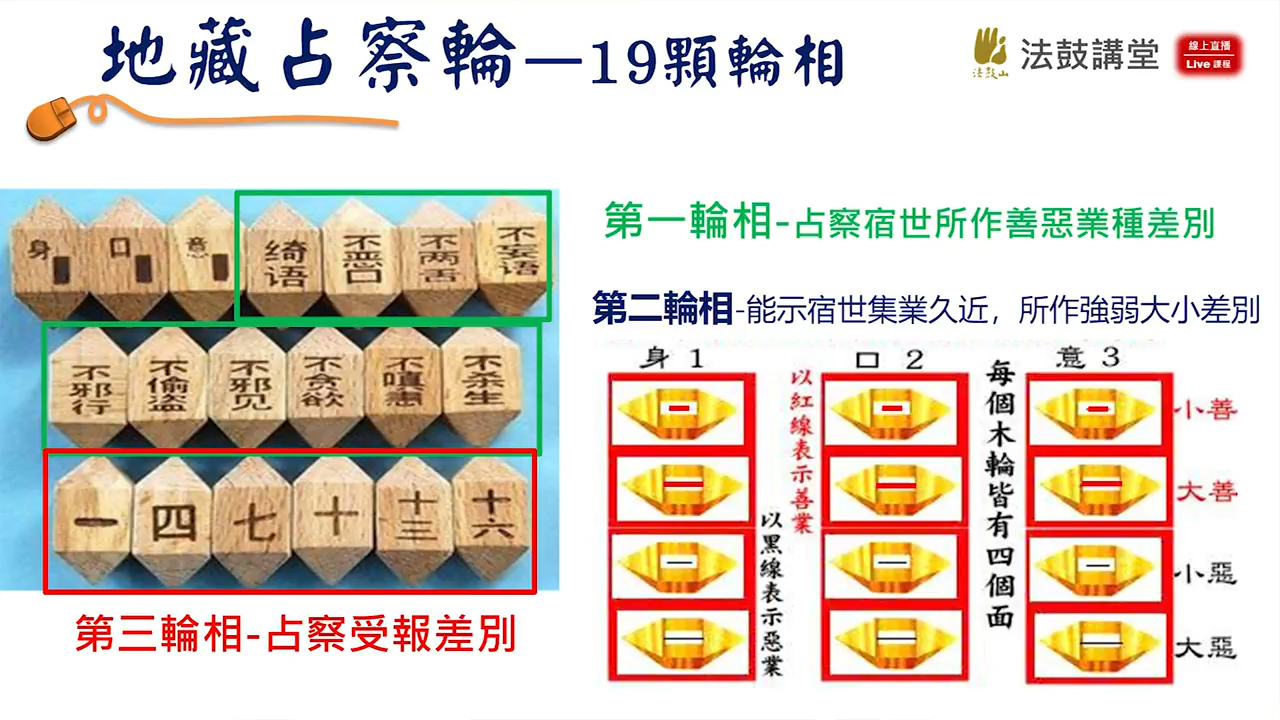 地藏占察輪—19顆輪相
法鼓山
法鼓講堂
線上直播
Live 課程
身
口
意
绮语
不恶口
不两舌
不妄语
不邪行
不偷盗
不邪见
不贪欲
不嗔恚
不杀生
一
四
七
十
十三
十六
第三輪相-占察受報差別
第一輪相-占察宿世所作善惡業種差別
第二輪相-能示宿世集業久近，所作強弱大小差別
身 1
口 2
意 3
以紅線表示善業
以黑線表示惡業
每個木輪皆有四個面
小善
大善
小惡
大惡